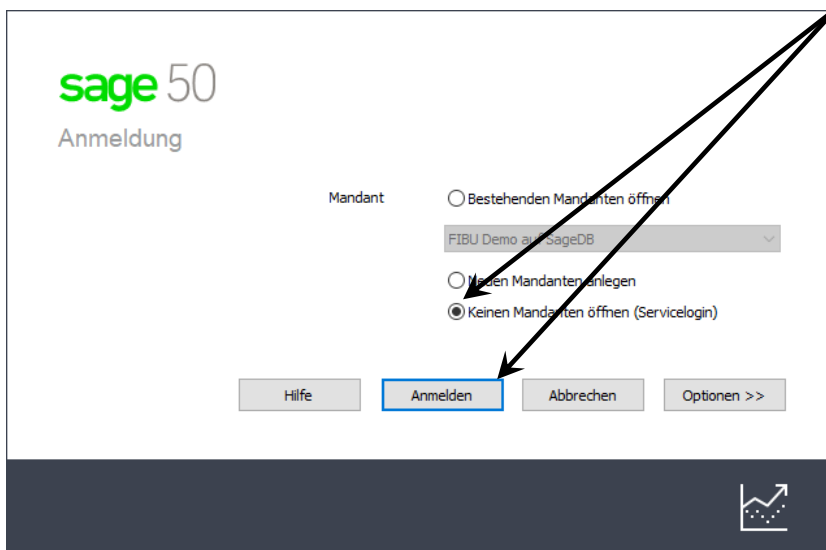 sage 50
Anmeldung
Mandant
Bestehenden Mandanten öffnen
FIBU Demo auf SageDB
Neuen Mandanten anlegen
Keinen Mandanten öffnen (Servicelogin)
Hilfe
Anmelden
Abbrechen
Optionen >>